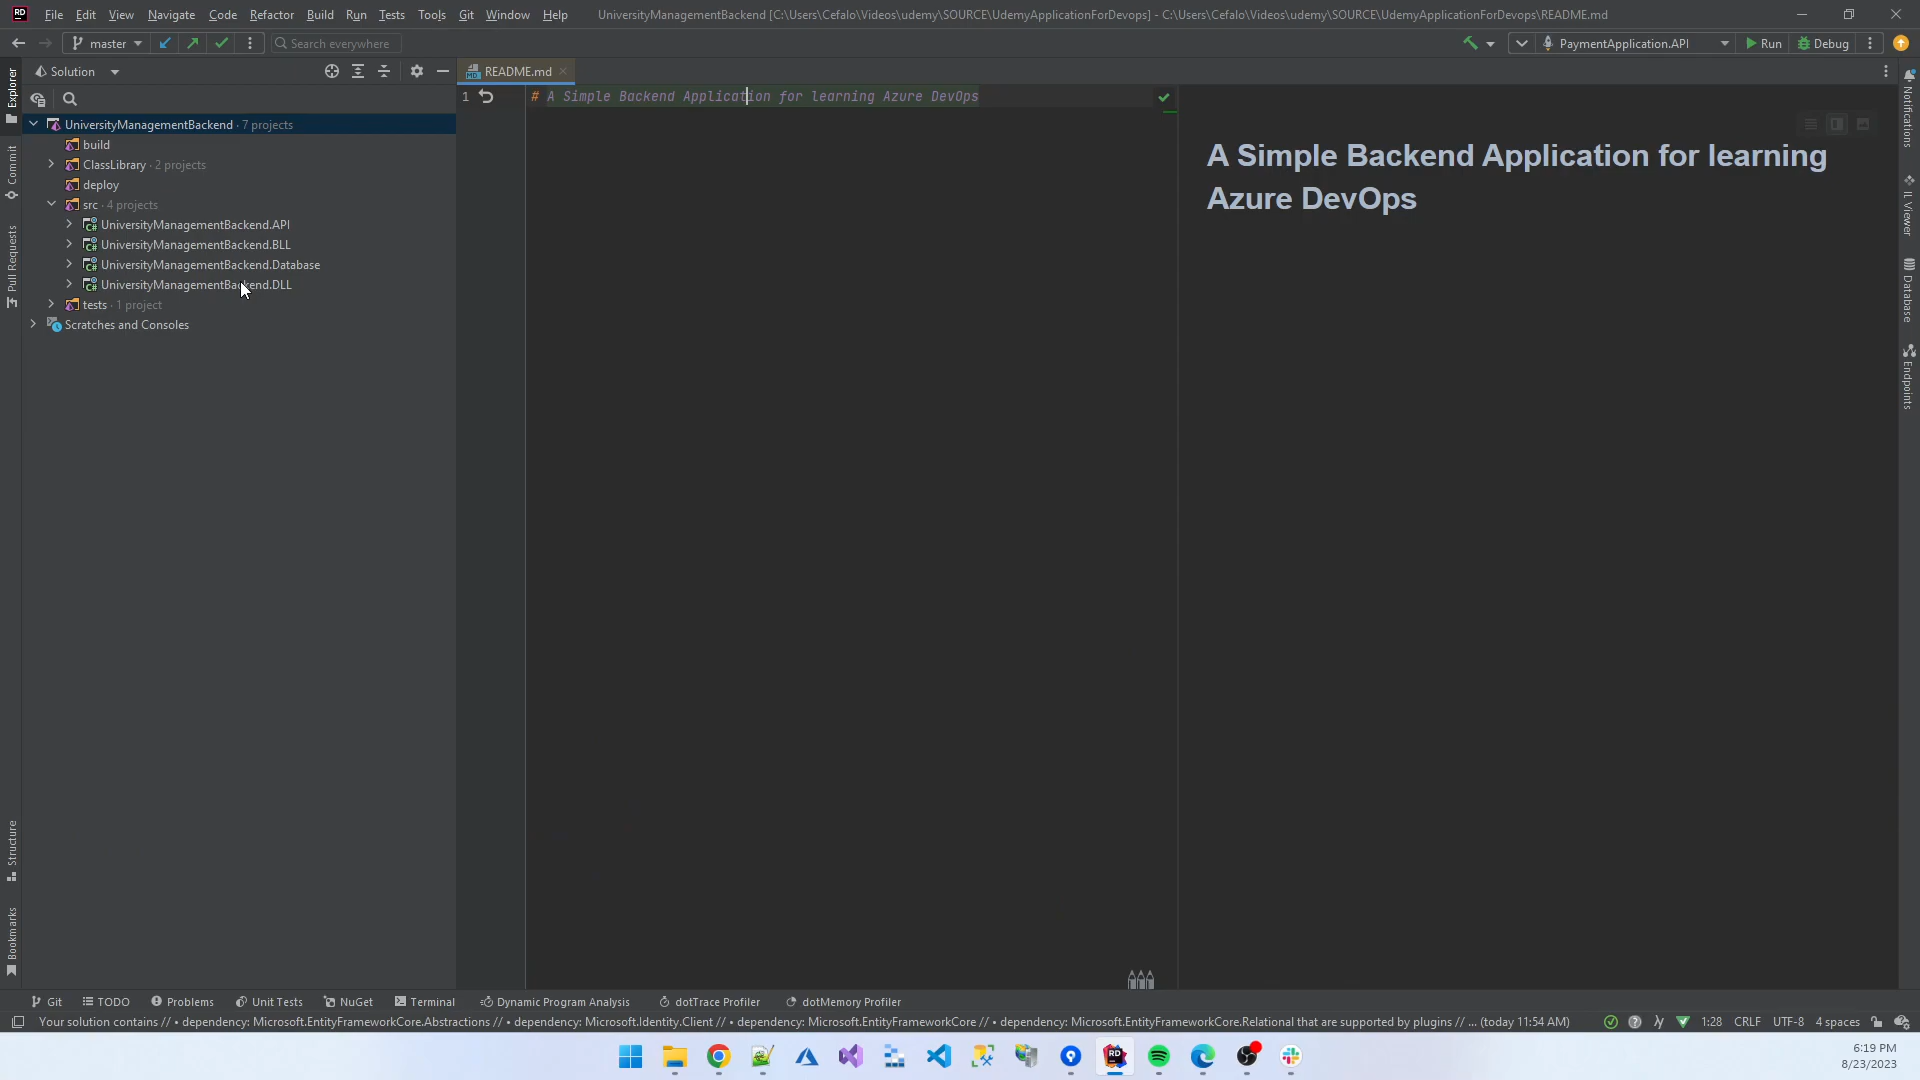 RD File Edit View Navigate Code Refactor Build Run Tests Tools Git Window Help UniversityManagementBackend [C:\Users\Cefalo\Videos\udemy\SOURCE\UdemyApplicationForDevops] - C:\Users\Cefalo\Videos\udemy\SOURCE\UdemyApplicationForDevops\README.md
master Search everywhere PaymentApplication.API Run Debug
Solution README.md
1 # A Simple Backend Application for learning Azure DevOps
UniversityManagementBackend · 7 projects
build
ClassLibrary · 2 projects
deploy
src · 4 projects
UniversityManagementBackend.API
UniversityManagementBackend.BLL
UniversityManagementBackend.Database
UniversityManagementBackend.DLL
tests · 1 project
Scratches and Consoles
A Simple Backend Application for learning
Azure DevOps
Explorer
Commit
Pull Requests
Structure
Bookmarks
Notifications
IL Viewer
Database
Endpoints
Git TODO Problems Unit Tests NuGet Terminal Dynamic Program Analysis dotTrace Profiler dotMemory Profiler
Your solution contains // • dependency: Microsoft.EntityFrameworkCore.Abstractions // • dependency: Microsoft.Identity.Client // • dependency: Microsoft.EntityFrameworkCore // • dependency: Microsoft.EntityFrameworkCore.Relational that are supported by plugins // ... (today 11:54 AM) 1:28 CRLF UTF-8 4 spaces
RD
6:19 PM
8/23/2023